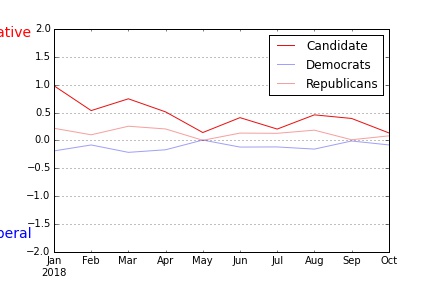 ative
2.0
1.5
1.0
0.5
0.0
−0.5
−1.0
−1.5
−2.0
beral
Candidate
Democrats
Republicans
Jan Feb Mar Apr May Jun Jul Aug Sep Oct
2018